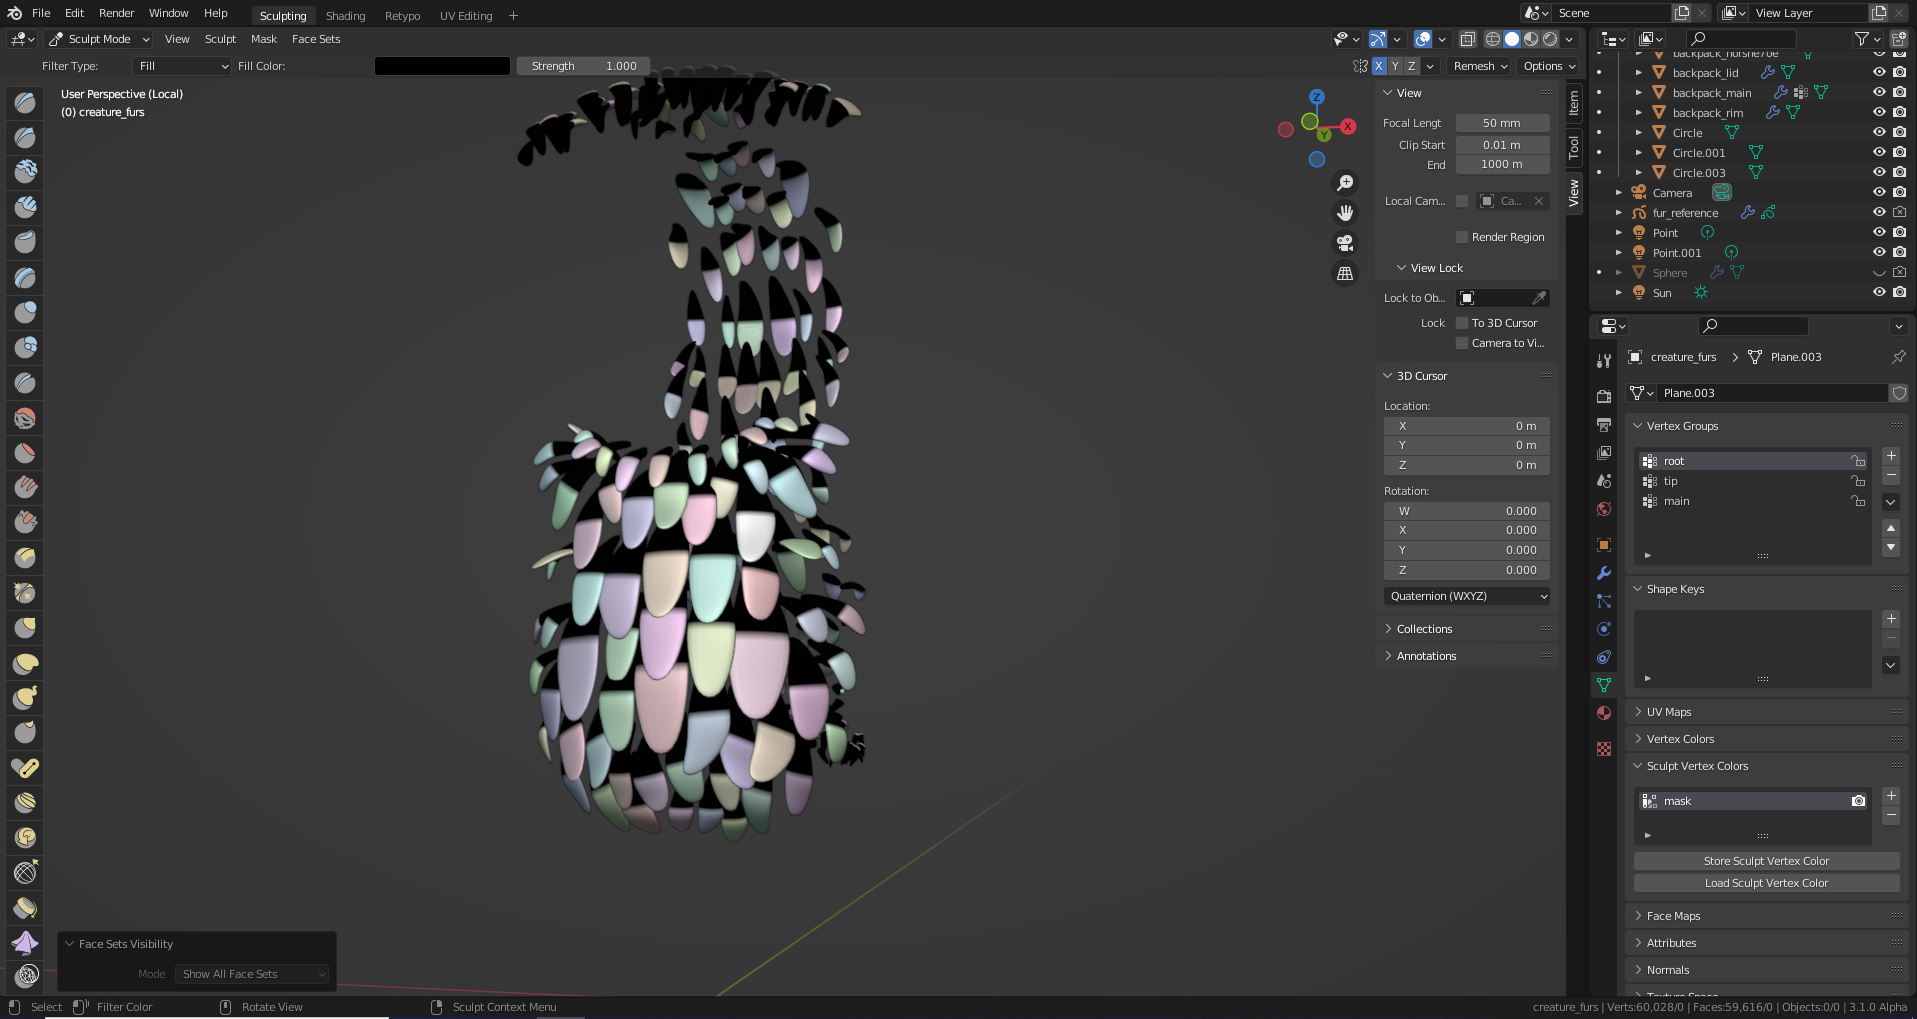 File Edit Render Window Help Sculpting Shading Retypo UV Editing + Scene View Layer
Sculpt Mode View Sculpt Mask Face Sets
Filter Type: Fill Fill Color: Strength 1.000 X Y Z Remesh Options
User Perspective (Local)
(0) creature_furs
Z
X
Y
View
Focal Lengt 50 mm
Clip Start 0.01 m
End 1000 m
Local Cam... Ca...
Render Region
View Lock
Lock to Ob...
Lock To 3D Cursor
Camera to Vi...
3D Cursor
Location:
X 0 m
Y 0 m
Z 0 m
Rotation:
W 0.000
X 0.000
Y 0.000
Z 0.000
Quaternion (WXYZ)
Collections
Annotations
Item
Tool
View
backpack_lid
backpack_main
backpack_rim
Circle
Circle.001
Circle.003
Camera
fur_reference
Point
Point.001
Sphere
Sun
creature_furs > Plane.003
Plane.003
Vertex Groups
root
tip
main
Shape Keys
UV Maps
Vertex Colors
Sculpt Vertex Colors
mask
Store Sculpt Vertex Color
Load Sculpt Vertex Color
Face Maps
Attributes
Normals
Texture Space
Face Sets Visibility
Mode Show All Face Sets
Select Filter Color Rotate View Sculpt Context Menu
creature_furs | Verts:60,028/0 | Faces:59,616/0 | Objects:0/0 | 3.1.0 Alpha